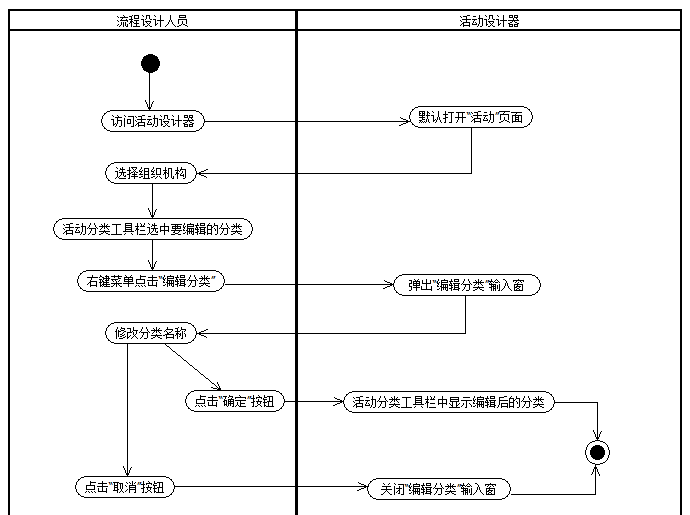 流程设计人员
活动设计器
访问活动设计器
默认打开"活动"页面
选择组织机构
活动分类工具栏选中要编辑的分类
右键菜单点击"编辑分类"
弹出"编辑分类"输入窗
修改分类名称
点击"确定"按钮
活动分类工具栏中显示编辑后的分类
点击"取消"按钮
关闭"编辑分类"输入窗